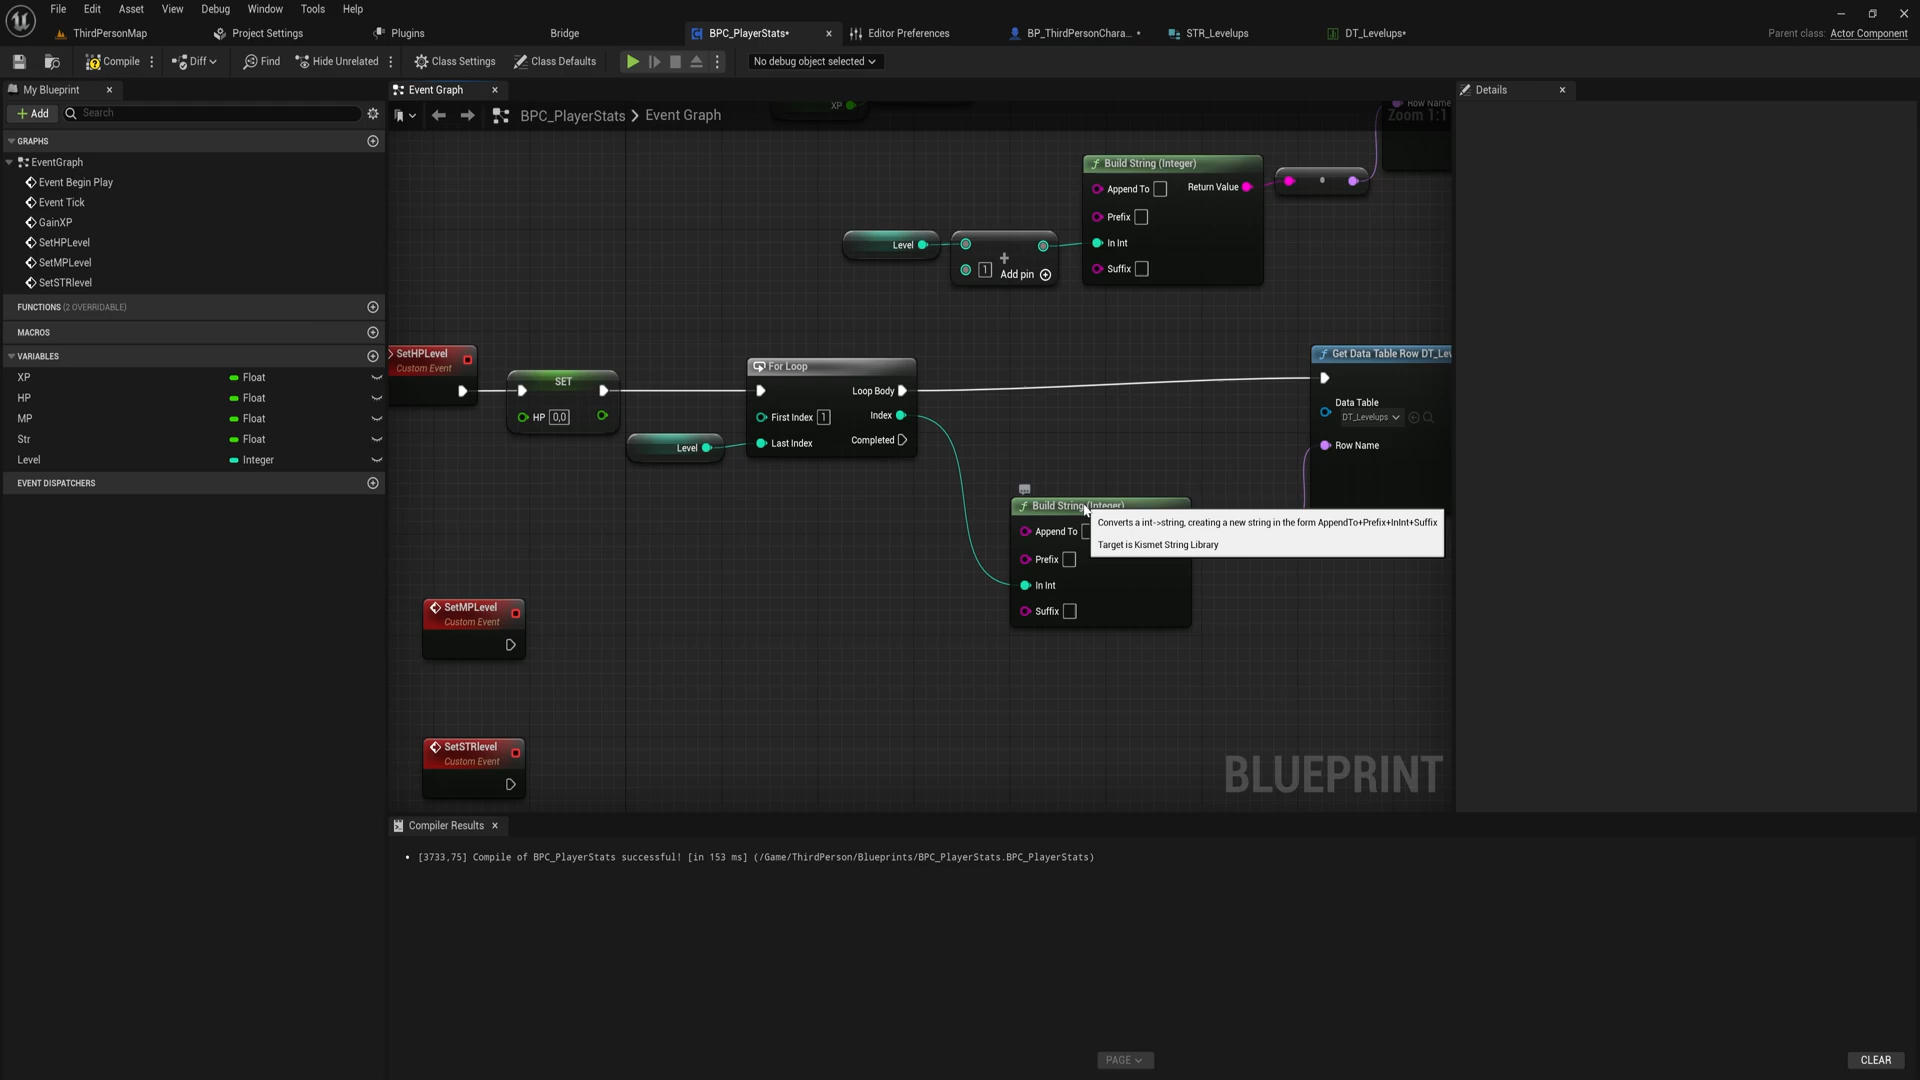 File Edit Asset View Debug Window Tools Help
ThirdPersonMap Project Settings Plugins Bridge BPC_PlayerStats* Editor Preferences BP_ThirdPersonChara... * STR_Levelups DT_Levelups* Parent class: Actor Component
Compile Diff Find Hide Unrelated Class Settings Class Defaults No debug object selected
My Blueprint
Event Graph
Details
+ Add Search
BPC_PlayerStats > Event Graph
XP
Row Name
Zoom 1:1
GRAPHS
EventGraph
Event Begin Play
Event Tick
GainXP
SetHPLevel
SetMPLevel
SetSTRlevel
FUNCTIONS (2 OVERRIDABLE)
MACROS
VARIABLES
XP Float
HP Float
MP Float
Str Float
Level Integer
EVENT DISPATCHERS
Build String (Integer)
Append To Return Value
Prefix
In Int
Suffix
Level
1 Add pin
SetHPLevel
Custom Event
SET
HP 0,0
For Loop
Loop Body
First Index 1 Index
Last Index Completed
Level
Get Data Table Row DT_Lev
Data Table
DT_Levelups
Row Name
Build String (Integer)
Append To
Prefix
In Int
Suffix
Converts a int->string, creating a new string in the form AppendTo+Prefix+InInt+Suffix
Target is Kismet String Library
SetMPLevel
Custom Event
SetSTRlevel
Custom Event
BLUEPRINT
Compiler Results
• [3733,75] Compile of BPC_PlayerStats successful! [in 153 ms] (/Game/ThirdPerson/Blueprints/BPC_PlayerStats.BPC_PlayerStats)
PAGE
CLEAR